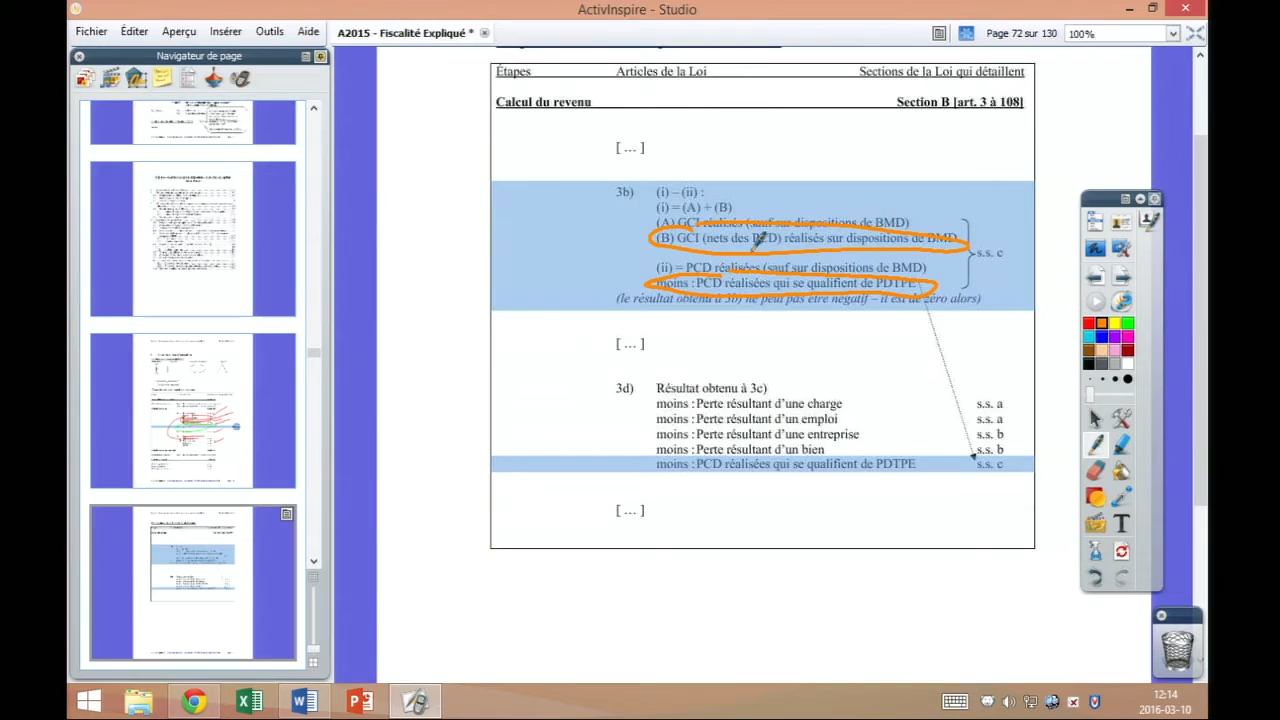 ActivInspire - Studio
Fichier Éditer Aperçu Insérer Outils Aide
A2015 - Fiscalité Expliqué *
Page 72 sur 130
100%
Navigateur de page
Étapes Articles de la Loi Sections de la Loi qui détaillent
Calcul du revenu Section B [art. 3 à 108]
[ … ]
3b) (i) – (ii) :
(i) = (A) + (B)
(A) GCI réalisés (sauf sur dispositions de BMD)
(B) GCI (nets des PCD) réalisés sur dispositions de BMD
s.s. c
(ii) = PCD réalisées (sauf sur dispositions de BMD)
moins : PCD réalisées qui se qualifient de PDTPE
(le résultat obtenu à 3b) ne peut pas être négatif – il est de zéro alors)
[ … ]
3d) Résultat obtenu à 3c)
moins : Perte résultant d’une charge s.s. a
moins : Perte résultant d’un emploi s.s. a
moins : Perte résultant d’une entreprise s.s. b
moins : Perte résultant d’un bien s.s. b
moins : PCD réalisées qui se qualifient de PDTPE s.s. c
[ … ]
12:14
2016-03-10